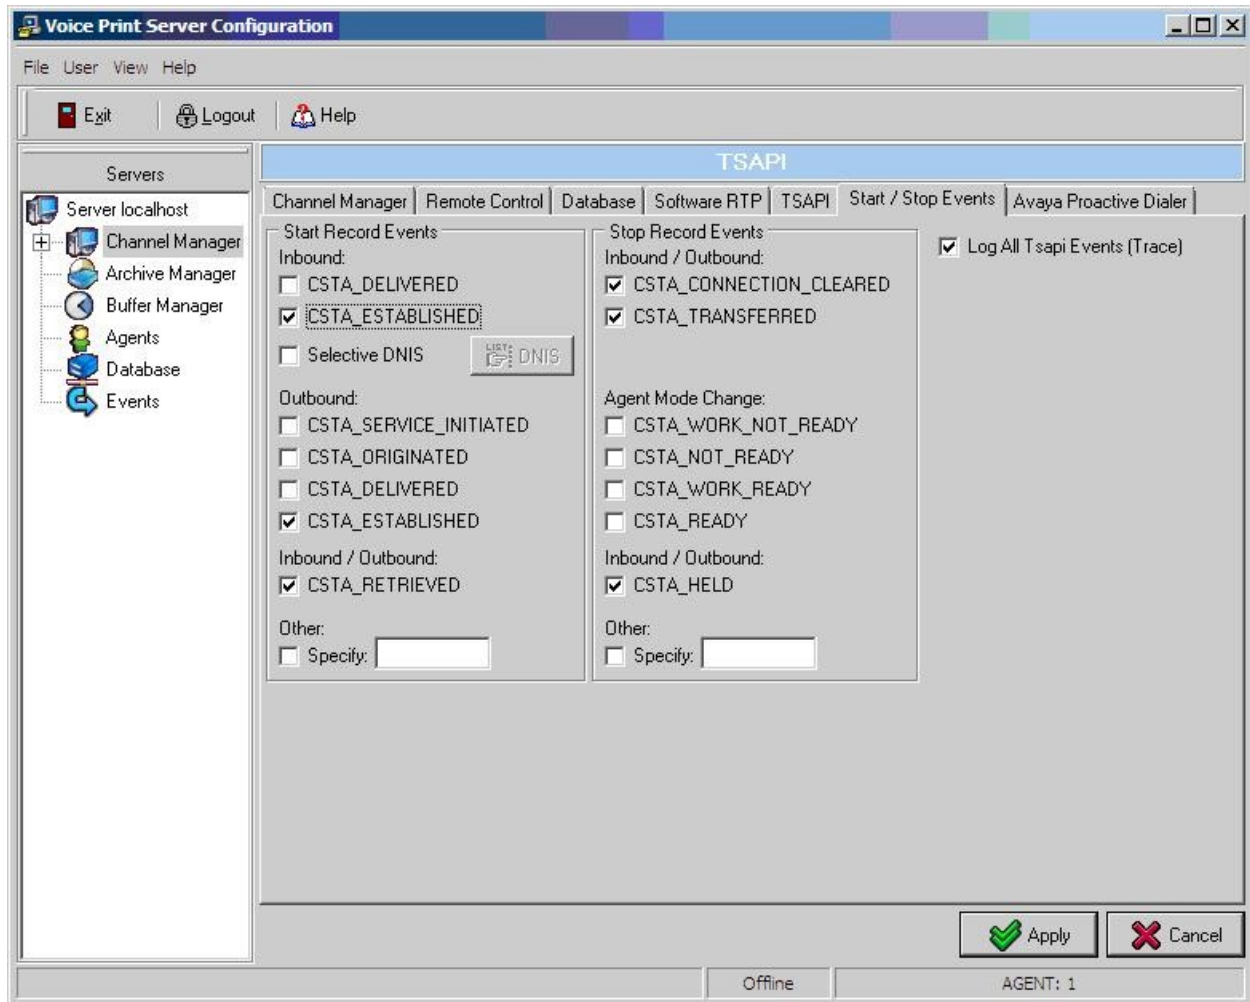 Voice Print Server Configuration
File User View Help
Exit Logout Help
Servers
Server localhost
Channel Manager
Archive Manager
Buffer Manager
Agents
Database
Events
TSAPI
Channel Manager Remote Control Database Software RTP TSAPI Start / Stop Events Avaya Proactive Dialer
Start Record Events
Inbound:
CSTA_DELIVERED
CSTA_ESTABLISHED
Selective DNIS LIST: DNIS
Outbound:
CSTA_SERVICE_INITIATED
CSTA_ORIGINATED
CSTA_DELIVERED
CSTA_ESTABLISHED
Inbound / Outbound:
CSTA_RETRIEVED
Other:
Specify:
Stop Record Events
Inbound / Outbound:
CSTA_CONNECTION_CLEARED
CSTA_TRANSFERRED
Agent Mode Change:
CSTA_WORK_NOT_READY
CSTA_NOT_READY
CSTA_WORK_READY
CSTA_READY
Inbound / Outbound:
CSTA_HELD
Other:
Specify:
Log All Tsapi Events (Trace)
Apply Cancel
Offline AGENT: 1